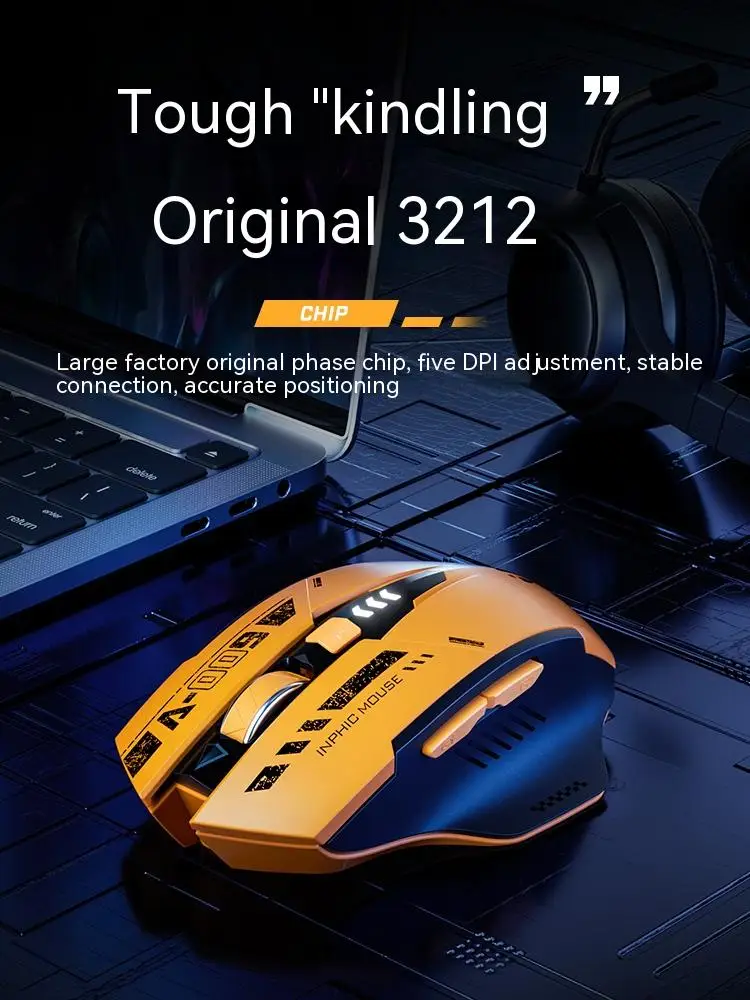 Tough "kindling ”
Original 3212
CHIP
Large factory original phase chip, five DPI adjustment, stable
connection, accurate positioning
delete
return
enter
600-V
INPHIC MOUSE